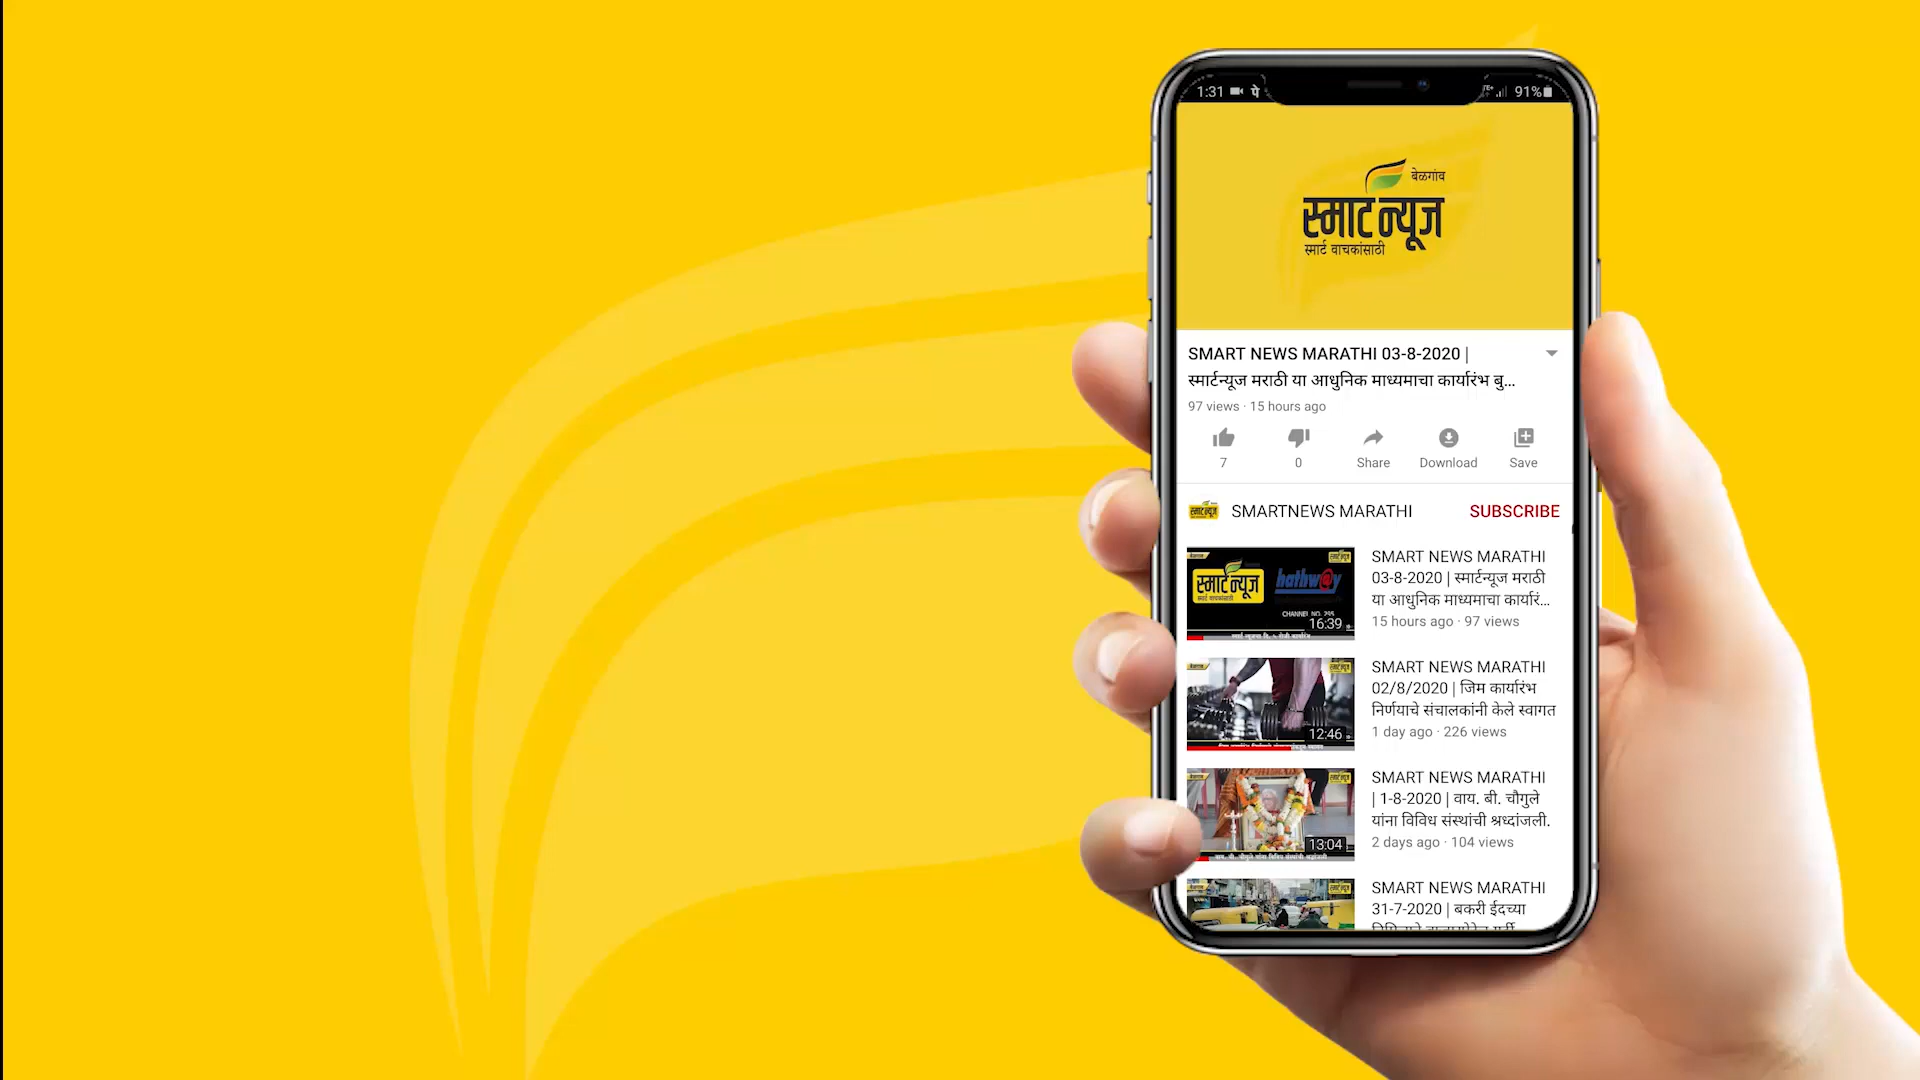 1:31
91%
बेळगांव
स्मार्ट न्यूज
स्मार्ट वाचकांसाठी
SMART NEWS MARATHI 03-8-2020 |
स्मार्टन्यूज मराठी या आधुनिक माध्यमाचा कार्यारंभ बु...
97 views · 15 hours ago
7
0
Share
Download
Save
SMARTNEWS MARATHI
SUBSCRIBE
स्मार्ट न्यूज
hathw@y
CHANNEL NO. 295
16:39
SMART NEWS MARATHI
03-8-2020 | स्मार्टन्यूज मराठी
या आधुनिक माध्यमाचा कार्यारं...
15 hours ago · 97 views
12:46
SMART NEWS MARATHI
02/8/2020 | जिम कार्यारंभ
निर्णयाचे संचालकांनी केले स्वागत
1 day ago · 226 views
13:04
SMART NEWS MARATHI
| 1-8-2020 | वाय. बी. चौगुले
यांना विविध संस्थांची श्रध्दांजली.
2 days ago · 104 views
SMART NEWS MARATHI
31-7-2020 | बकरी ईदच्या